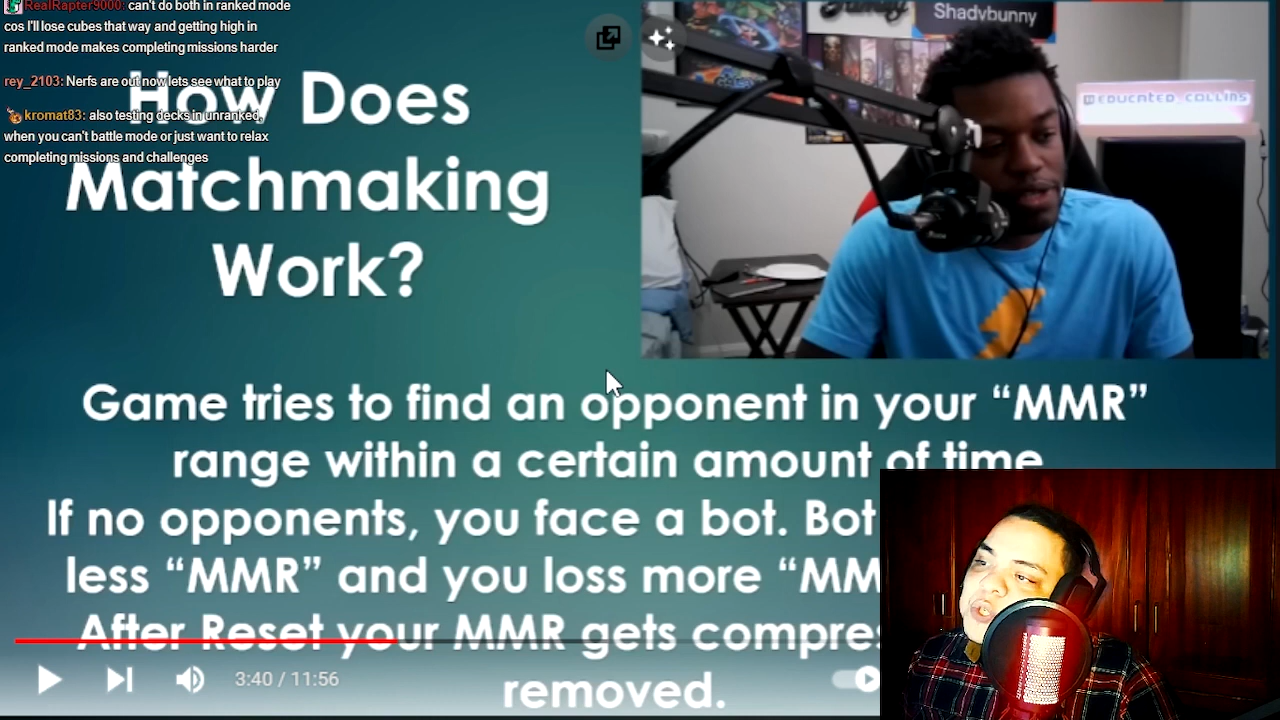 RealRapter9000: can't do both in ranked mode
cos I'll lose cubes that way and getting high in
ranked mode makes completing missions harder
rey_2103: Nerfs are out now lets see what to play
kromat83: also testing decks in unranked,
when you can't battle mode or just want to relax
completing missions and challenges
Shadybunny
EDUCATED_COLLINS
How Does
Matchmaking
Work?
Game tries to find an opponent in your “MMR”
range within a certain amount of time
If no opponents, you face a bot. Bot
less “MMR” and you loss more
After Reset your MMR gets
removed.
3:40 / 11:56